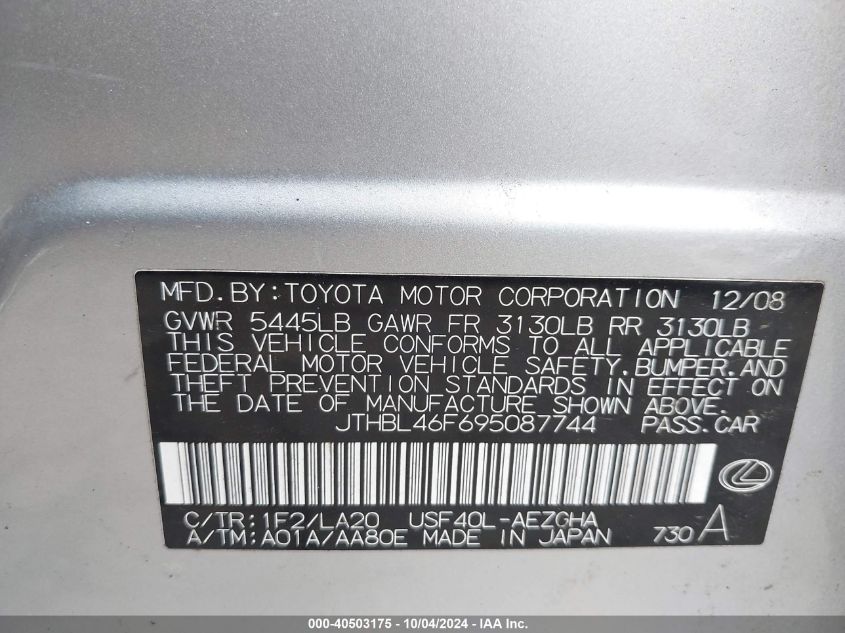 MFD.BY:TOYOTA MOTOR CORPORATION 12/08
GVWR 5445LB GAWR FR 3130LB RR 3130LB
THIS VEHICLE CONFORMS TO ALL APPLICABLE
FEDERAL MOTOR VEHICLE SAFETY,BUMPER,AND
THEFT PREVENTION STANDARDS IN EFFECT ON
THE DATE OF MANUFACTURE SHOWN ABOVE.
JTHBL46F695087744 PASS.CAR
C/TR:1F2/LA20 USF40L-AEZGHA
A/TM:A01A/AA80E MADE IN JAPAN 730 A
000-40503175 - 10/04/2024 - IAA Inc.